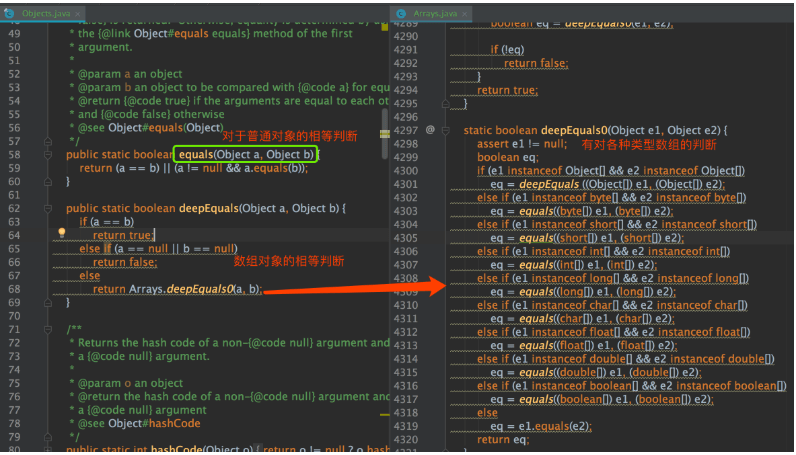 Objects.java
49 * the {@link Object#equals equals} method of the first
50 * argument.
51 *
52 * @param a an object
53 * @param b an object to be compared with {@code a} for equ
54 * @return {@code true} if the arguments are equal to each ot
55 * and {@code false} otherwise
56 * @see Object#equals(Object)
对于普通对象的相等判断
57 */
58 public static boolean equals(Object a, Object b) {
59 return (a == b) || (a != null && a.equals(b));
60 }
61
62 public static boolean deepEquals(Object a, Object b) {
63 if (a == b)
64 return true;
65 else if (a == null || b == null)
66 return false;
数组对象的相等判断
67 else
68 return Arrays.deepEquals0(a, b);
69 }
70
71 /**
72 * Returns the hash code of a non-{@code null} argument and
73 * a {@code null} argument.
74 *
75 * @param o an object
76 * @return the hash code of a non-{@code null} argument and
77 * a {@code null} argument
78 * @see Object#hashCode
79 */
80 public static int hashCode(Object o) { return o != null ? o.hash
Arrays.java
4289 boolean eq = deepEquals0(e1, e2);
4290
4291 if (!eq)
4292 return false;
4293 }
4294 return true;
4295 }
4296
4297 @ static boolean deepEquals0(Object e1, Object e2) {
4298 assert e1 != null; 有对各种类型数组的判断
4299 boolean eq;
4300 if (e1 instanceof Object[] && e2 instanceof Object[])
4301 eq = deepEquals ((Object[]) e1, (Object[]) e2);
4302 else if (e1 instanceof byte[] && e2 instanceof byte[])
4303 eq = equals((byte[]) e1, (byte[]) e2);
4304 else if (e1 instanceof short[] && e2 instanceof short[])
4305 eq = equals((short[]) e1, (short[]) e2);
4306 else if (e1 instanceof int[] && e2 instanceof int[])
4307 eq = equals((int[]) e1, (int[]) e2);
4308 else if (e1 instanceof long[] && e2 instanceof long[])
4309 eq = equals((long[]) e1, (long[]) e2);
4310 else if (e1 instanceof char[] && e2 instanceof char[])
4311 eq = equals((char[]) e1, (char[]) e2);
4312 else if (e1 instanceof float[] && e2 instanceof float[])
4313 eq = equals((float[]) e1, (float[]) e2);
4314 else if (e1 instanceof double[] && e2 instanceof double[])
4315 eq = equals((double[]) e1, (double[]) e2);
4316 else if (e1 instanceof boolean[] && e2 instanceof boolean[])
4317 eq = equals((boolean[]) e1, (boolean[]) e2);
4318 else
4319 eq = e1.equals(e2);
4320 return eq;